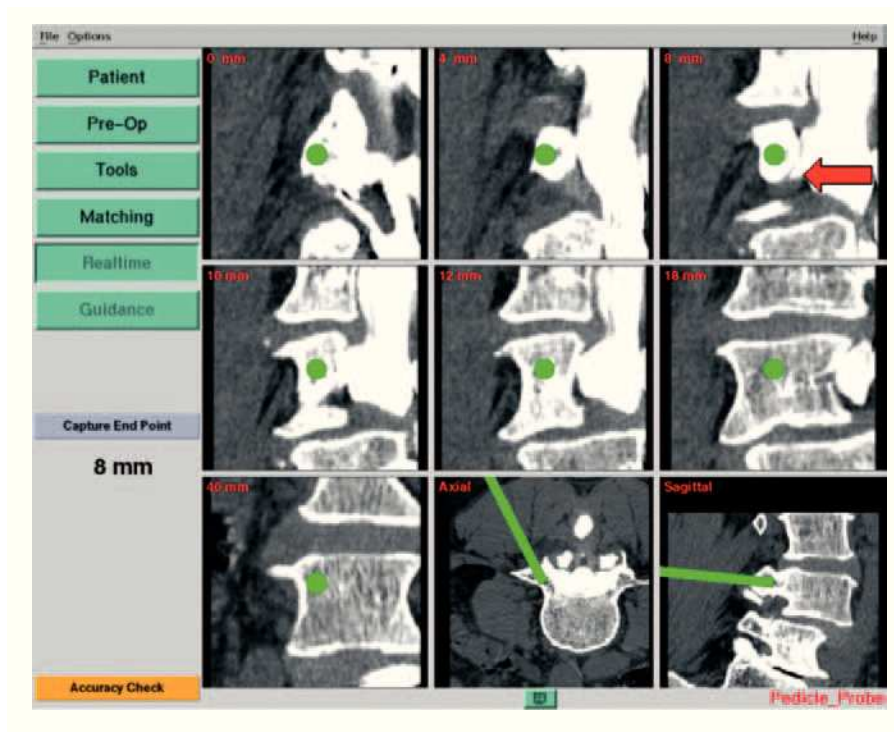 File Options
Help
Patient
Pre-Op
Tools
Matching
Realtime
Guidance
Capture End Point
8 mm
Accuracy Check
0 mm
4 mm
8 mm
10 mm
12 mm
18 mm
40 mm
Axial
Sagittal
Pedicle_Probe